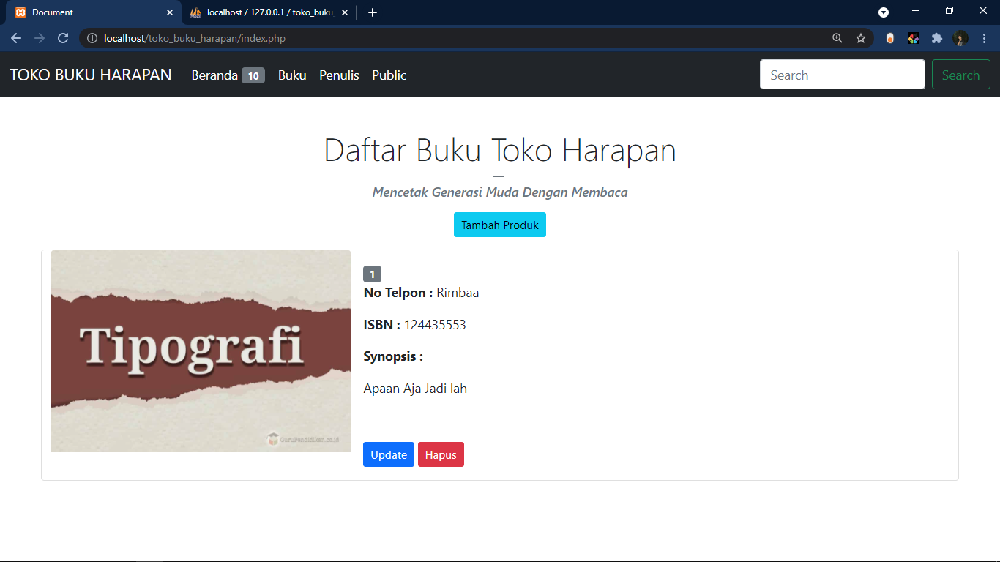 Document
localhost / 127.0.0.1 / toko_buku_
localhost/toko_buku_harapan/index.php
TOKO BUKU HARAPAN Beranda 10 Buku Penulis Public Search Search
Daftar Buku Toko Harapan
—
Mencetak Generasi Muda Dengan Membaca
Tambah Produk
Tipografi
GuruPendidikan.co.id
1
No Telpon : Rimbaa
ISBN : 124435553
Synopsis :
Apaan Aja Jadi lah
Update Hapus